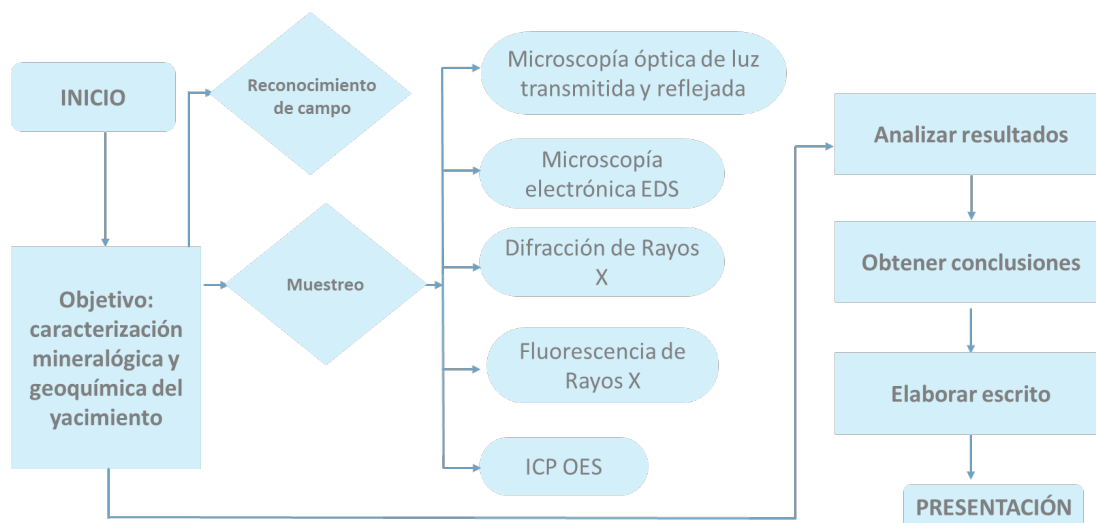 INICIO
Objetivo:
caracterización
mineralógica y
geoquímica del
yacimiento
Reconocimiento
de campo
Muestreo
Microscopía óptica de luz
transmitida y reflejada
Microscopía
electrónica EDS
Difracción de Rayos
X
Fluorescencia de
Rayos X
ICP OES
Analizar resultados
Obtener conclusiones
Elaborar escrito
PRESENTACIÓN